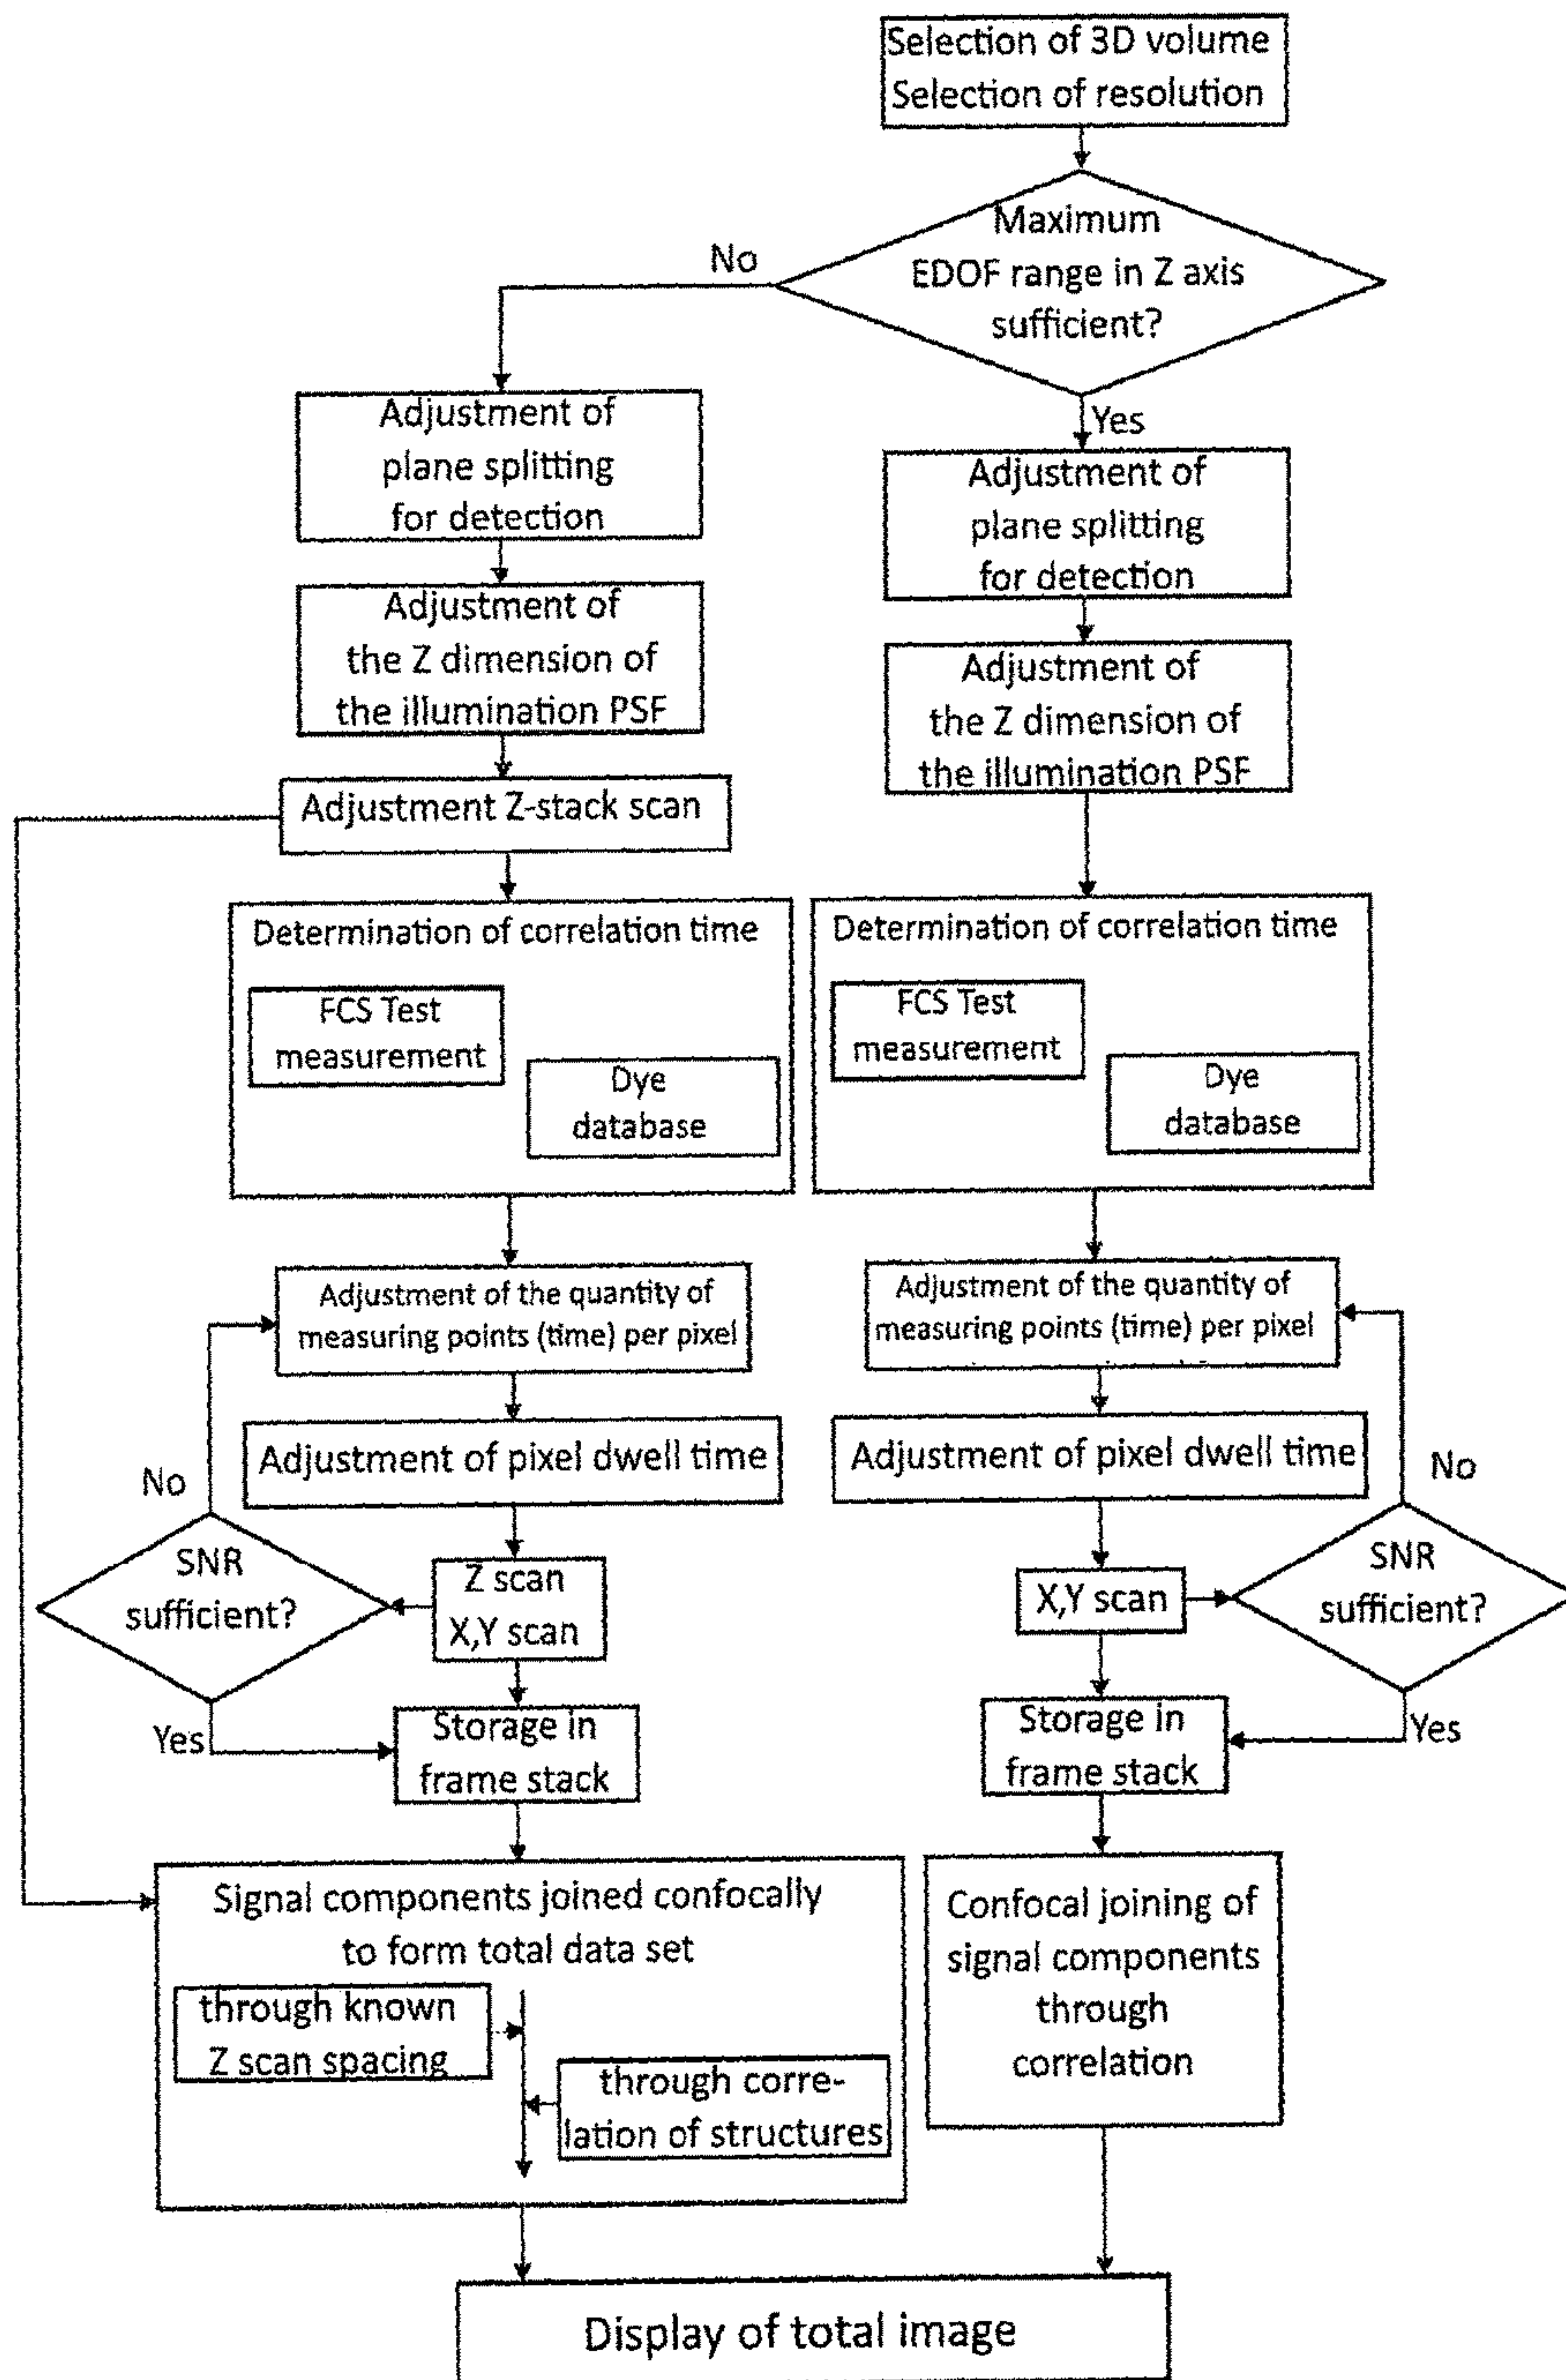 Selection of 3D volume
Selection of resolution
Maximum
EDOF range in Z axis
sufficient?
No
Yes
Adjustment of
plane splitting
for detection
Adjustment of
the Z dimension of
the illumination PSF
Adjustment Z-stack scan
Determination of correlation time
FCS Test
measurement
Dye
database
Adjustment of the quantity of
measuring points (time) per pixel
Adjustment of pixel dwell time
No
SNR
sufficient?
Z scan
X,Y scan
Yes
Storage in
frame stack
Signal components joined confocally
to form total data set
through known
Z scan spacing
through corre-
lation of structures
Adjustment of
plane splitting
for detection
Adjustment of
the Z dimension of
the illumination PSF
Determination of correlation time
FCS Test
measurement
Dye
database
Adjustment of the quantity of
measuring points (time) per pixel
Adjustment of pixel dwell time
No
X,Y scan
SNR
sufficient?
Storage in
frame stack
Yes
Confocal joining of
signal components
through
correlation
Display of total image